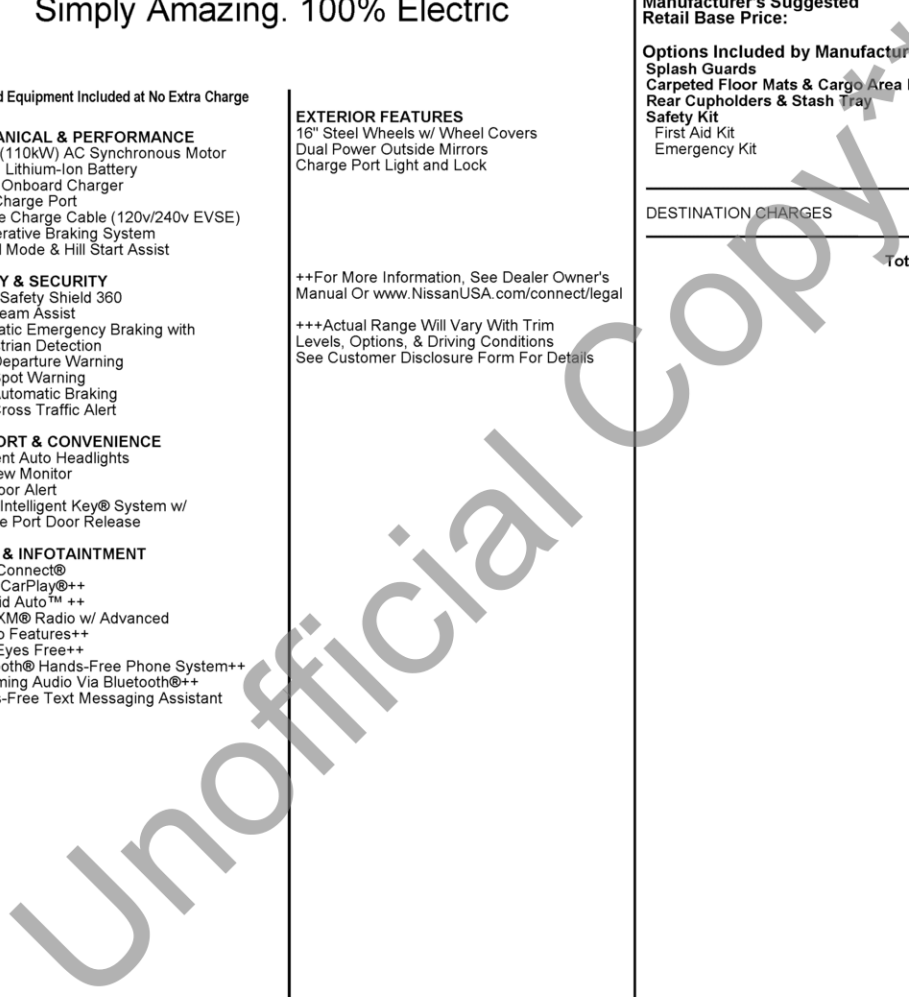 Simply Amazing. 100% Electric
d Equipment Included at No Extra Charge
ANICAL & PERFORMANCE
(110kW) AC Synchronous Motor
Lithium-Ion Battery
Onboard Charger
Charge Port
e Charge Cable (120v/240v EVSE)
erative Braking System
l Mode & Hill Start Assist
Y & SECURITY
Safety Shield 360
eam Assist
atic Emergency Braking with
trian Detection
Departure Warning
Spot Warning
utomatic Braking
Cross Traffic Alert
ORT & CONVENIENCE
ent Auto Headlights
ew Monitor
oor Alert
Intelligent Key® System w/
e Port Door Release
& INFOTAINTMENT
Connect®
CarPlay®++
id Auto™ ++
XM® Radio w/ Advanced
o Features++
Eyes Free++
ooth® Hands-Free Phone System++
ming Audio Via Bluetooth®++
s-Free Text Messaging Assistant
EXTERIOR FEATURES
16" Steel Wheels w/ Wheel Covers
Dual Power Outside Mirrors
Charge Port Light and Lock
++For More Information, See Dealer Owner's
Manual Or www.NissanUSA.com/connect/legal
+++Actual Range Will Vary With Trim
Levels, Options, & Driving Conditions
See Customer Disclosure Form For Details
Manufacturer's Suggested
Retail Base Price:
Options Included by Manufactur
Splash Guards
Carpeted Floor Mats & Cargo Area
Rear Cupholders & Stash Tray
Safety Kit
First Aid Kit
Emergency Kit
DESTINATION CHARGES
Tot
Unofficial Copy**